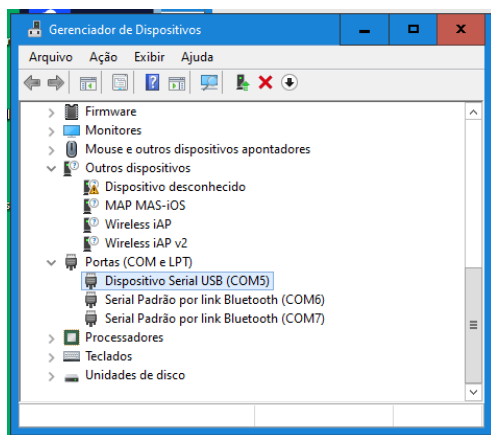 Gerenciador de Dispositivos
Arquivo Ação Exibir Ajuda
Firmware
Monitores
Mouse e outros dispositivos apontadores
Outros dispositivos
Dispositivo desconhecido
MAP MAS-iOS
Wireless iAP
Wireless iAP v2
Portas (COM e LPT)
Dispositivo Serial USB (COM5)
Serial Padrão por link Bluetooth (COM6)
Serial Padrão por link Bluetooth (COM7)
Processadores
Teclados
Unidades de disco